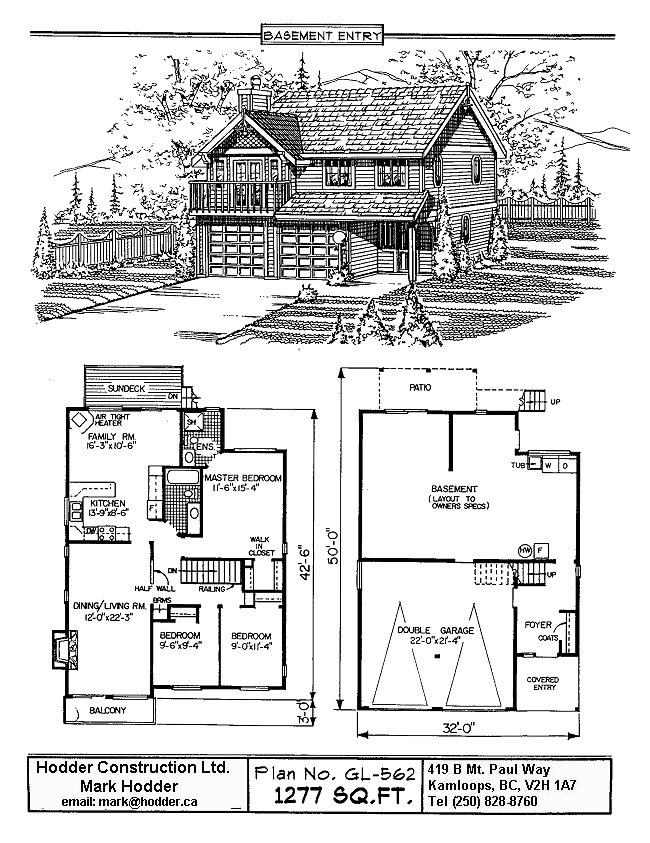 BASEMENT ENTRY
SUNDECK
DN
AIR TIGHT
HEATER
FAMILY RM.
16'-3"x10'-6"
SH
ENS.
MASTER BEDROOM
11'-6"x15'-4"
KITCHEN
13'-9"x8'-6"
F
DW
WALK
IN
CLOSET
DN
RAILING
HALF WALL
BRMS
DINING/LIVING RM.
12'-0"x22'-3"
BEDROOM
9'-6"x9'-4"
BEDROOM
9'-0"x11'-4"
BALCONY
42'-6"
3'-0"
50'-0"
PATIO
UP
TUB
W
D
BASEMENT
(LAYOUT TO
OWNERS SPECS)
HW
F
UP
DOUBLE GARAGE
22'-0"x21'-4"
FOYER
COATS
COVERED
ENTRY
32'-0"
Hodder Construction Ltd.
Mark Hodder
email: mark@hodder.ca
Plan No. GL-562
1277 SQ.FT.
419 B Mt. Paul Way
Kamloops, BC, V2H 1A7
Tel (250) 828-8760